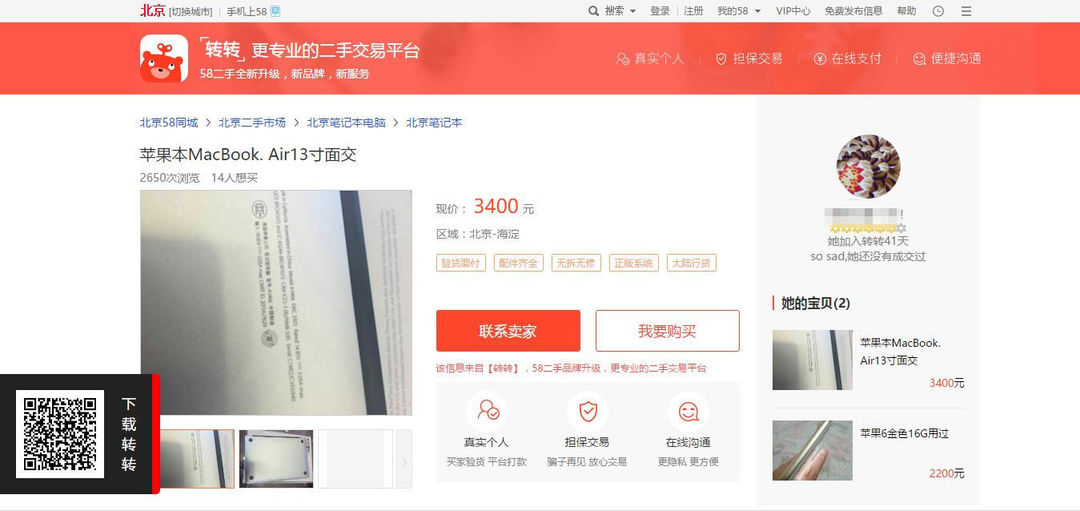 北京 [切换城市] 手机上58 搜索 登录 注册 我的58 VIP中心 免费发布信息 帮助
转转 更专业的二手交易平台
58二手全新升级，新品牌，新服务
真实个人 担保交易 在线支付 便捷沟通
北京58同城 > 北京二手市场 > 北京笔记本电脑 > 北京笔记本
苹果本MacBook. Air13寸面交
2650次浏览 14人想买
现价： 3400 元
区域：北京-海淀
验货面付 配件齐全 无拆无修 正版系统 大陆行货
联系卖家 我要购买
该信息来自【转转】，58二手品牌升级，更专业的二手交易平台
真实个人 担保交易 在线沟通
买家验货 平台打款 骗子再见 放心交易 更隐私 更方便
下载转转
!
她加入转转41天
so sad,她还没有成交过
她的宝贝(2)
苹果本MacBook.
Air13寸面交
3400元
苹果6金色16G用过
2200元